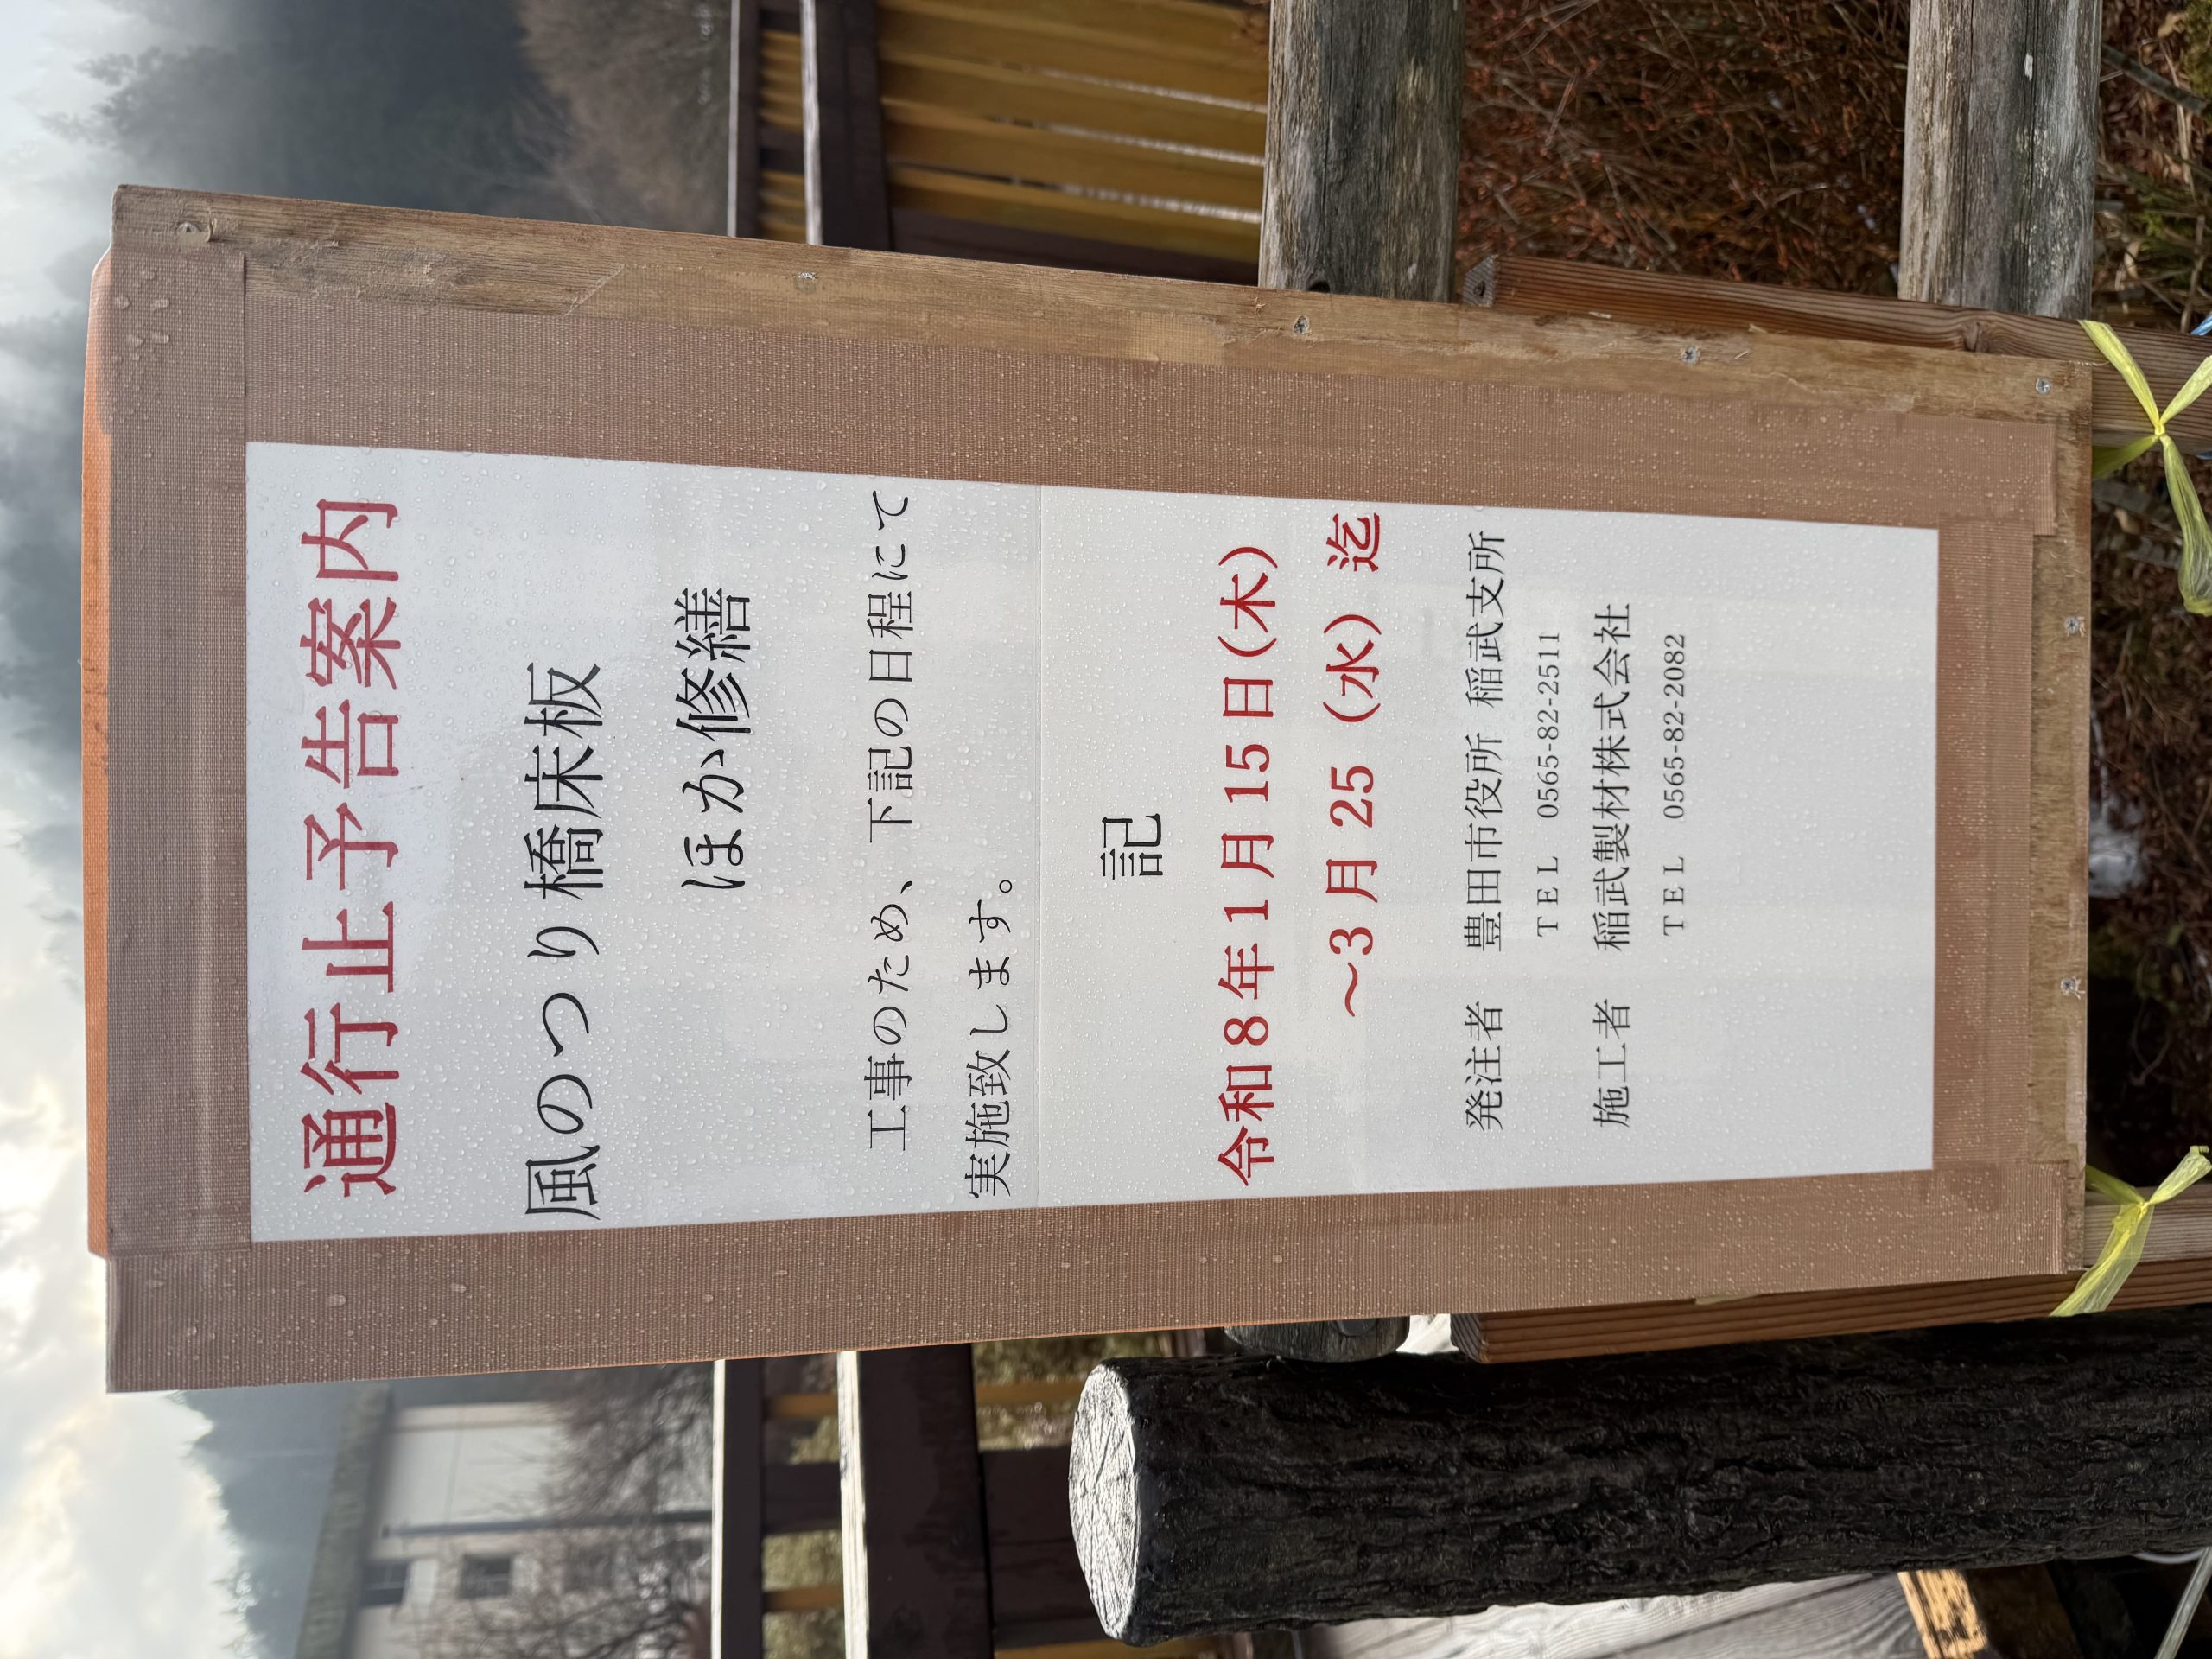 通行止予告案内
風のつり橋床板
ほか修繕
工事のため、下記の日程にて
実施致します。
記
令和8年1月15日(木)
～3月25（水）迄
発注者　豊田市役所 稲武支所
ＴＥＬ　0565-82-2511
施工者　稲武製材株式会社
ＴＥＬ　0565-82-2082